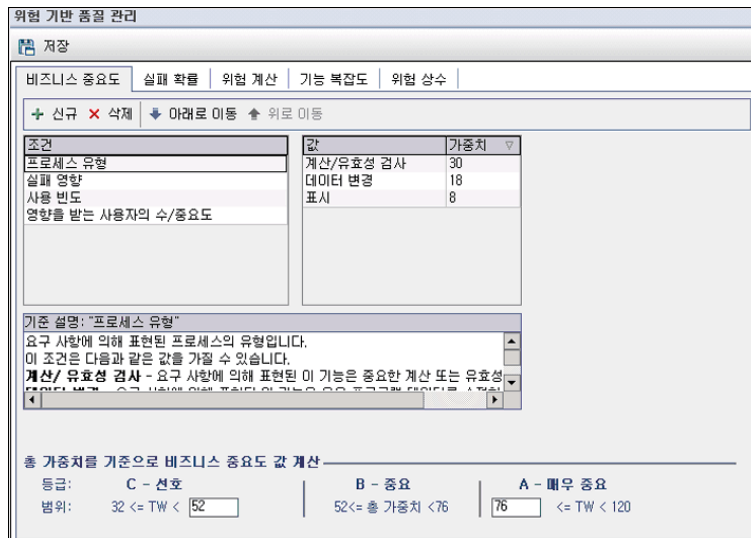 위험 기반 품질 관리
저장
비즈니스 중요도 실패 확률 위험 계산 기능 복잡도 위험 상수
신규 삭제 아래로 이동 위로 이동
조건
프로세스 유형
실패 영향
사용 빈도
영향을 받는 사용자의 수/중요도
값 가중치
계산/유효성 검사 30
데이터 변경 18
표시 8
기준 설명: "프로세스 유형"
요구 사항에 의해 표현된 프로세스의 유형입니다.
이 조건은 다음과 같은 값을 가질 수 있습니다.
계산/ 유효성 검사 - 요구 사항에 의해 표현된 이 기능은 중요한 계산 또는 유효성
총 가중치를 기준으로 비즈니스 중요도 값 계산
등급: C - 선호 B - 중요 A - 매우 중요
범위: 32 <= TW < 52 52<= 총 가중치 <76 76 <= TW < 120